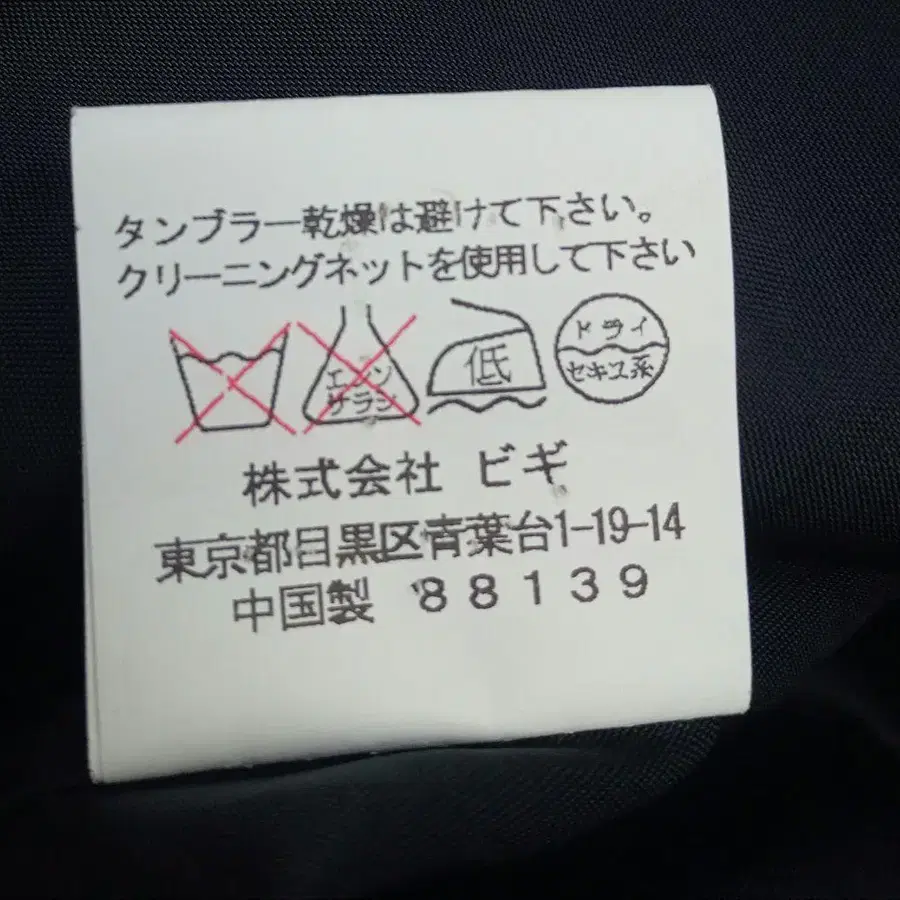 タンブラー乾燥は避けて下さい。
クリーニングネットを使用して下さい
エンソサラシ
低
ドライ
セキユ系
株式会社 ビギ
東京都目黒区青葉台1-19-14
中国製 88139